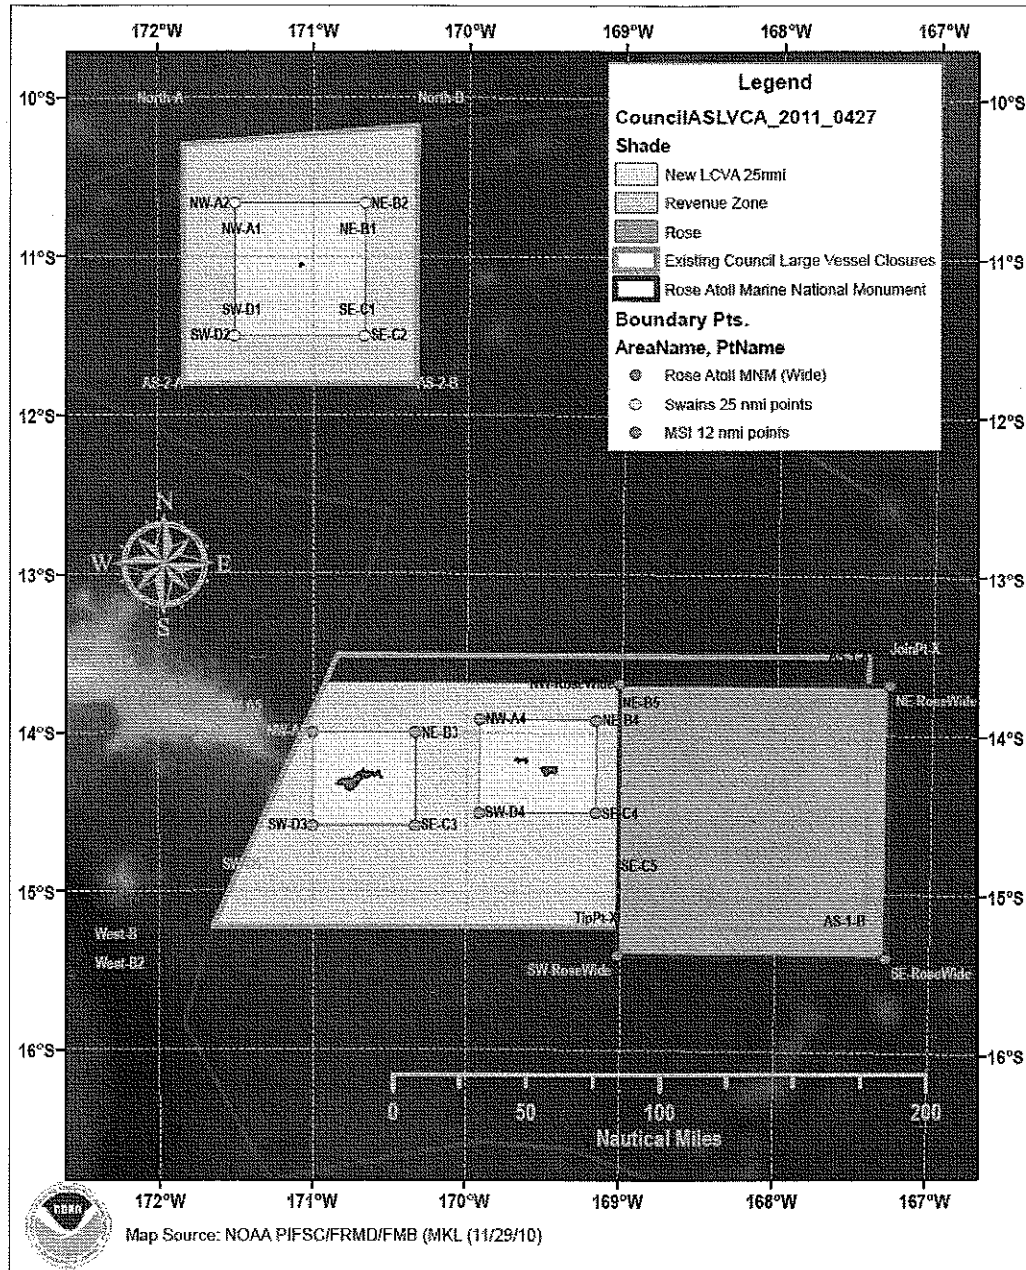 172°W 171°W 170°W 169°W 168°W 167°W
10°S 10°S
North-A North-B
Legend
CouncilASLVCA_2011_0427
Shade
New LCVA 25nmi
Revenue Zone
Rose
Existing Council Large Vessel Closures
Rose Atoll Marine National Monument
Boundary Pts.
AreaName, PtName
Rose Atoll MNM (Wide)
Swains 25 nmi points
MSI 12 nmi points
NW-A2 NE-B2
NW-A1 NE-B1
11°S 11°S
SW-D1 SE-C1
SW-D2 SE-C2
AS-2-A AS-2-B
12°S 12°S
N
W E
S
13°S 13°S
JoinPt-X
NW-RoseWide
NE-RoseWide
NE-B5
NW-A4 NE-B4
NE-B3
14°S 14°S
SW-D4 SE-C4
SW-D3 SE-C3
SE-C5
15°S 15°S
TipPt-X AS-1-B
West-B
West-B2
SW-RoseWide SE-RoseWide
16°S 16°S
0 50 100 200
Nautical Miles
172°W 171°W 170°W 169°W 168°W 167°W
NOAA
Map Source: NOAA PIFSC/FRMD/FMB (MKL (11/29/10)